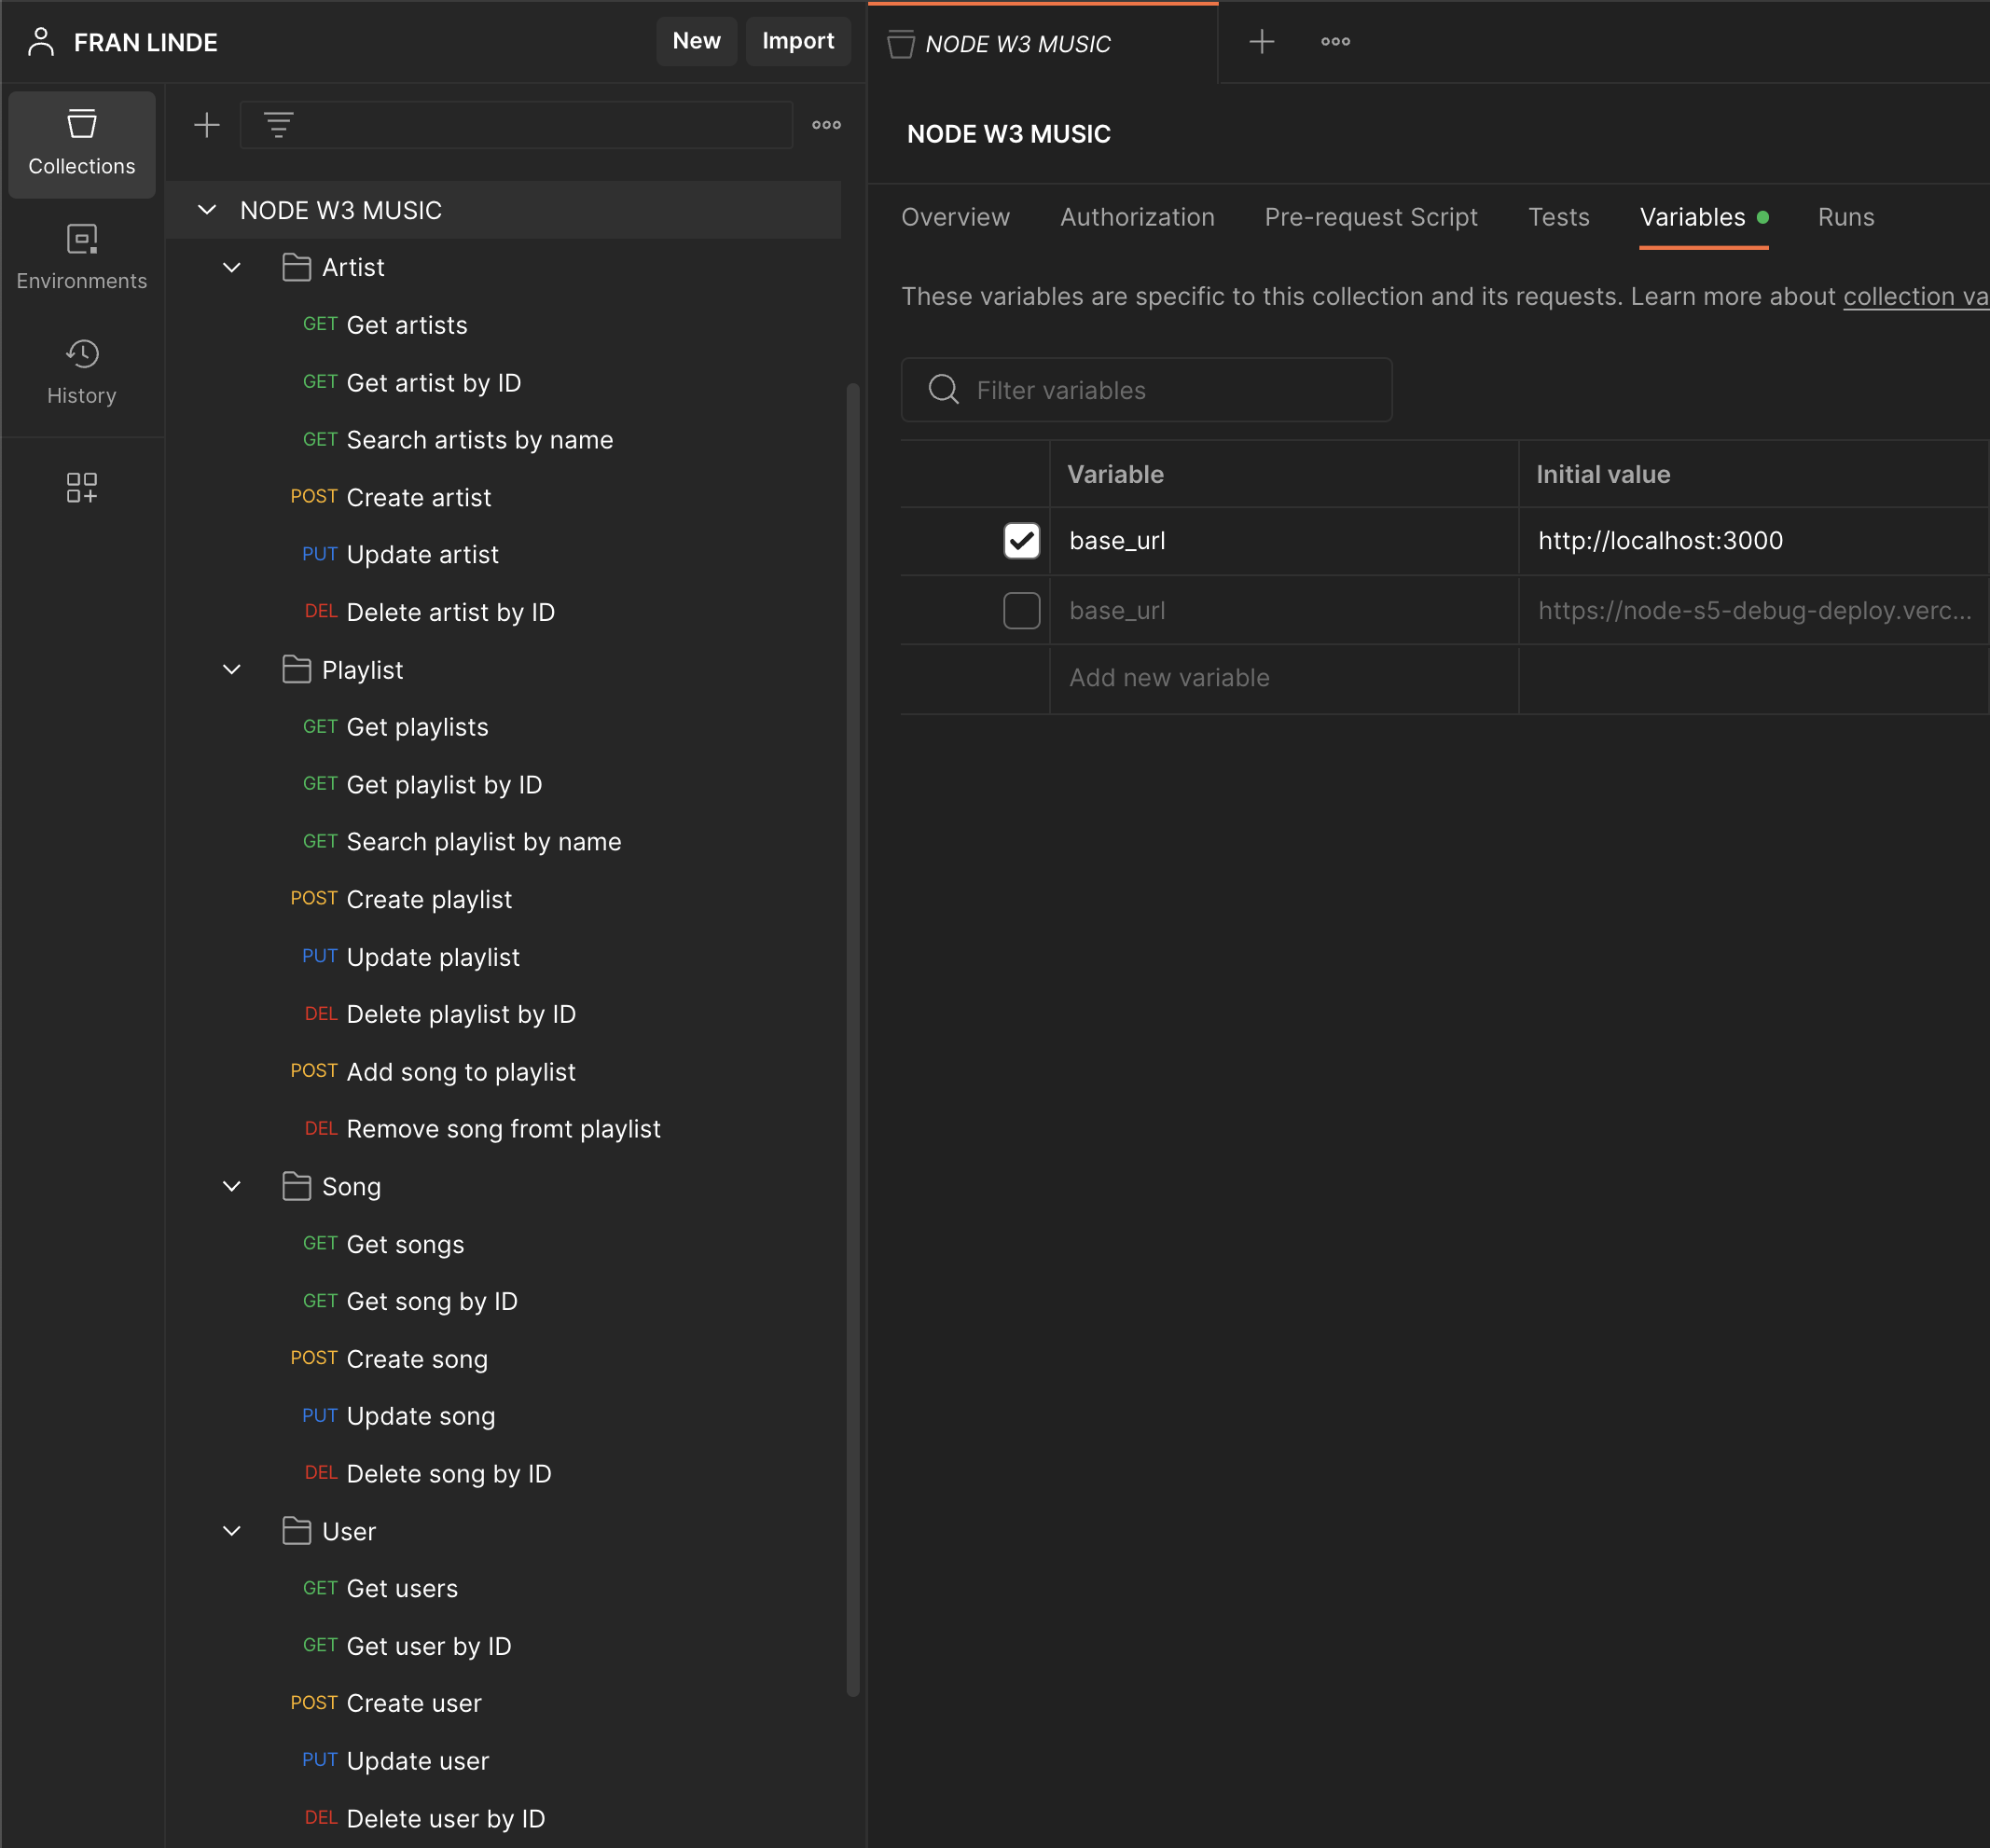 FRAN LINDE
New
Import
Collections
Environments
History
NODE W3 MUSIC
Artist
GET Get artists
GET Get artist by ID
GET Search artists by name
POST Create artist
PUT Update artist
DEL Delete artist by ID
Playlist
GET Get playlists
GET Get playlist by ID
GET Search playlist by name
POST Create playlist
PUT Update playlist
DEL Delete playlist by ID
POST Add song to playlist
DEL Remove song fromt playlist
Song
GET Get songs
GET Get song by ID
POST Create song
PUT Update song
DEL Delete song by ID
User
GET Get users
GET Get user by ID
POST Create user
PUT Update user
DEL Delete user by ID
NODE W3 MUSIC
NODE W3 MUSIC
Overview Authorization Pre-request Script Tests Variables Runs
These variables are specific to this collection and its requests. Learn more about collection va
Filter variables
Variable Initial value
base_url http://localhost:3000
base_url https://node-s5-debug-deploy.verc...
Add new variable